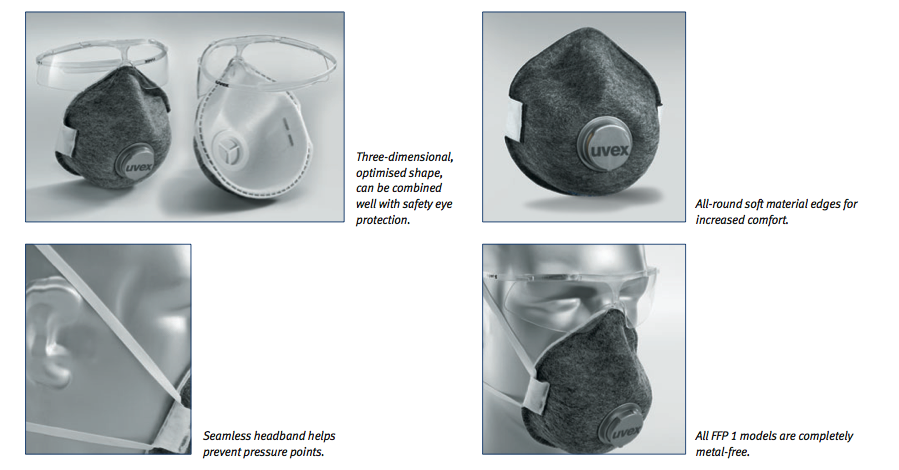 uvex
Three-dimensional,
optimised shape,
can be combined
well with safety eye
protection.
uvex
All-round soft material edges for
increased comfort.
Seamless headband helps
prevent pressure points.
uvex
All FFP 1 models are completely
metal-free.